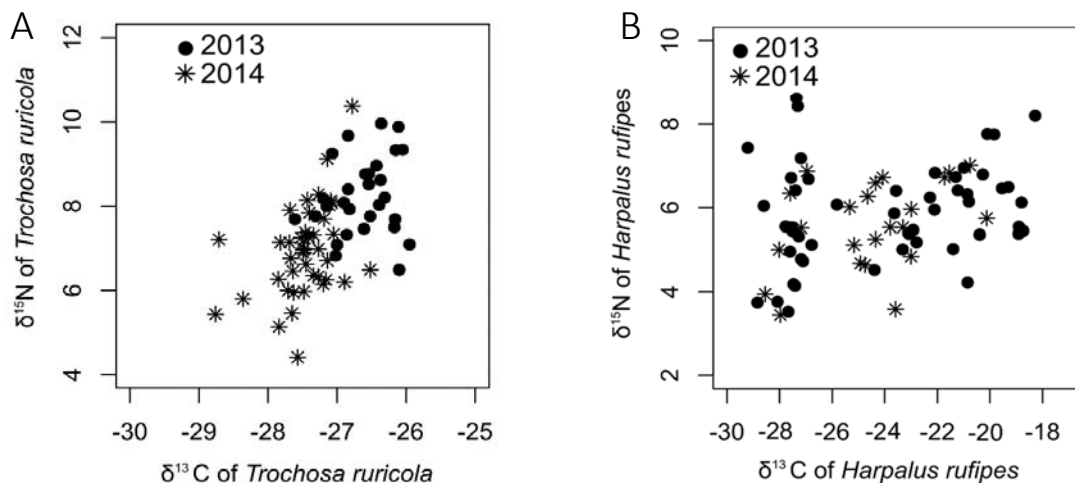 A
12
10
8
6
4
δ¹⁵N of Trochosa ruricola
● 2013
✳ 2014
-30 -29 -28 -27 -26 -25
δ¹³C of Trochosa ruricola
B
10
8
6
4
2
δ¹⁵N of Harpalus rufipes
● 2013
✳ 2014
-30 -28 -26 -24 -22 -20 -18
δ¹³C of Harpalus rufipes